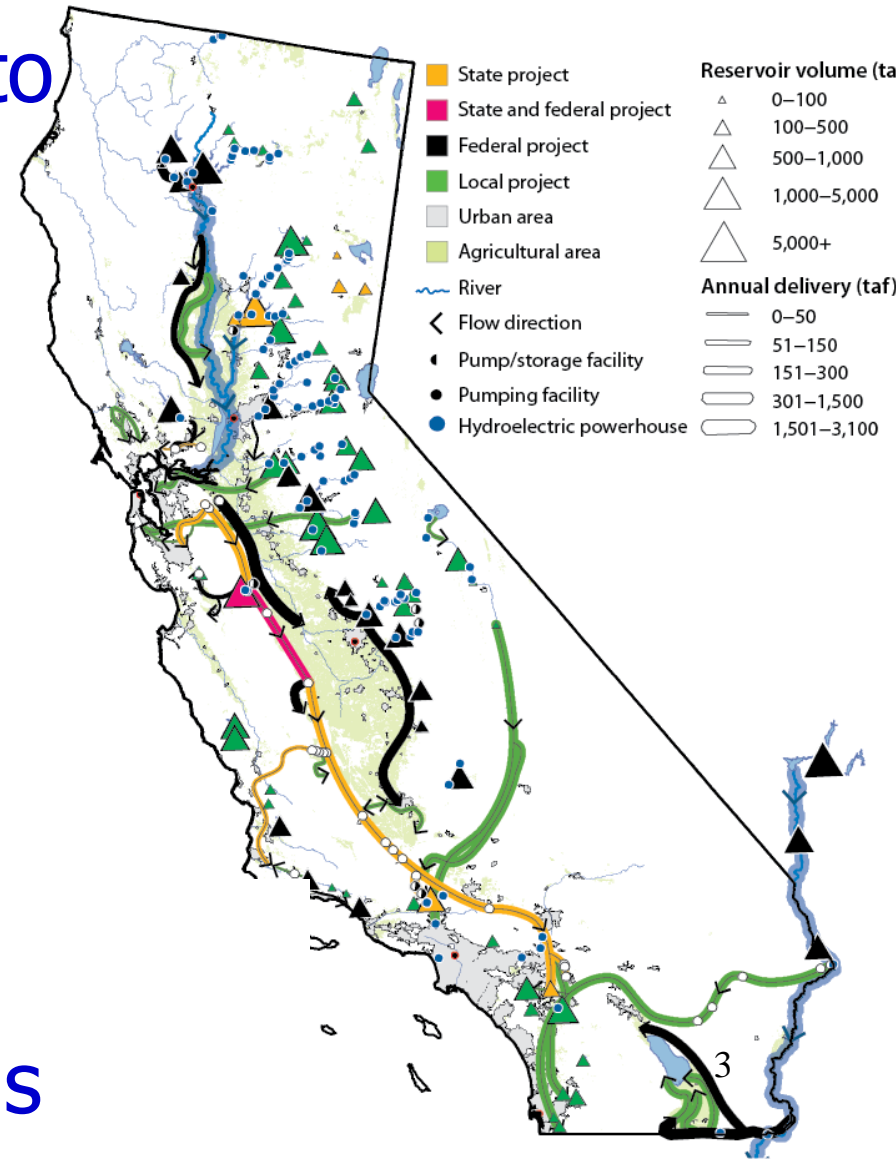 to
State project
State and federal project
Federal project
Local project
Urban area
Agricultural area
River
Flow direction
Pump/storage facility
Pumping facility
Hydroelectric powerhouse
Reservoir volume (ta
0–100
100–500
500–1,000
1,000–5,000
5,000+
Annual delivery (taf)
0–50
51–150
151–300
301–1,500
1,501–3,100
3
s